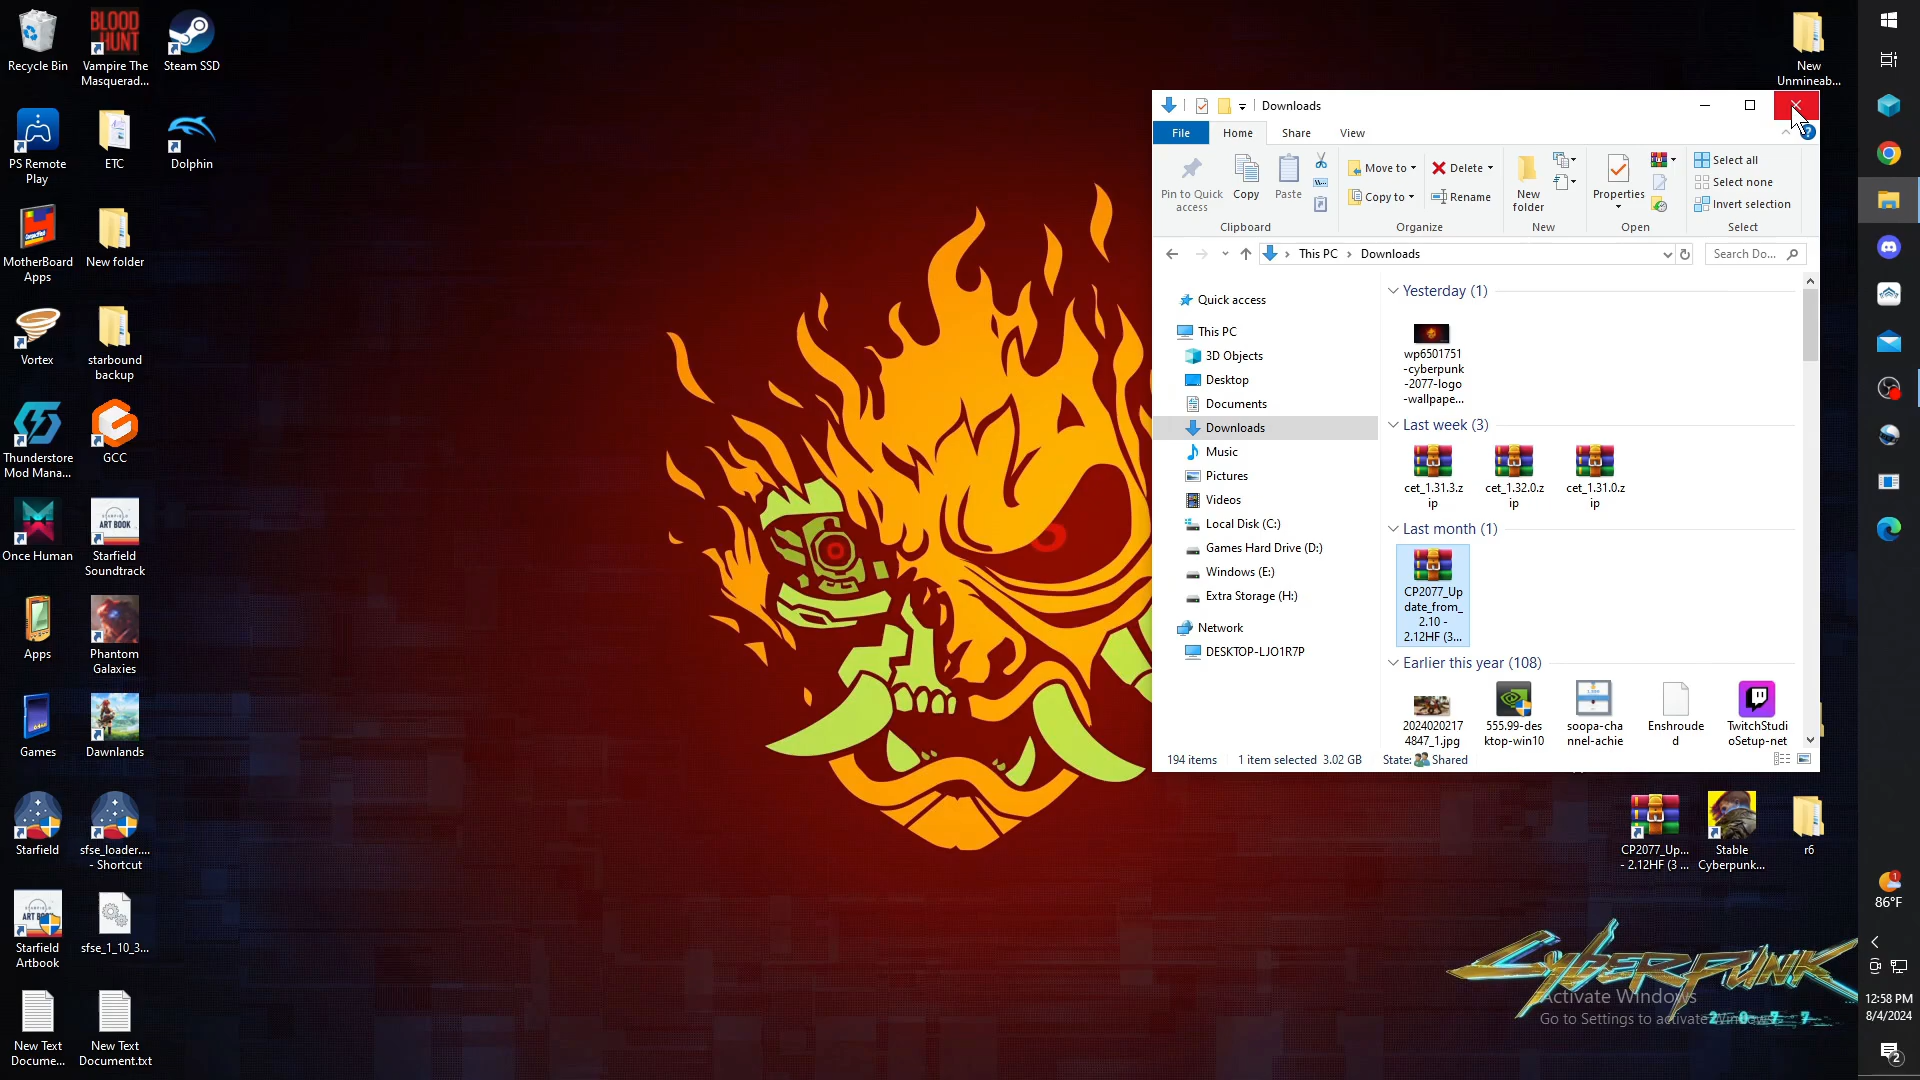 Recycle Bin
BLOOD
HUNT
Vampire The
Masquerad...
Steam SSD
PS Remote
Play
ETC
Dolphin
MotherBoard
Apps
New folder
Vortex
starbound
backup
Thunderstore
Mod Mana...
GCC
Once Human
ART BOOK
Starfield
Soundtrack
Apps
Phantom
Galaxies
Games
Dawnlands
Starfield
sfse_loader....
- Shortcut
Starfield
Artbook
sfse_1_10_3...
New Text
Docume...
New Text
Document.txt
New
Unmineab...
Downloads
File
Home
Share
View
Pin to Quick
access
Copy
Paste
Clipboard
Move to
Copy to
Delete
Rename
Organize
New
folder
New
Properties
Open
Select all
Select none
Invert selection
Select
This PC
Downloads
Search Do...
Quick access
This PC
3D Objects
Desktop
Documents
Downloads
Music
Pictures
Videos
Local Disk (C:)
Games Hard Drive (D:)
Windows (E:)
Extra Storage (H:)
Network
DESKTOP-LJO1R7P
Yesterday (1)
wp6501751
-cyberpunk
-2077-logo
-wallpape...
Last week (3)
cet_1.31.3.z
ip
cet_1.32.0.z
ip
cet_1.31.0.z
ip
Last month (1)
CP2077_Up
date_from_
2.10 -
2.12HF (3...
Earlier this year (108)
2024020217
4847_1.jpg
555.99-des
ktop-win10
soopa-cha
nnel-achie
Enshroude
d
TwitchStudi
oSetup-net
194 items
1 item selected 3.02 GB
State:
Shared
CP2077_Up...
- 2.12HF (3 ...
Stable
Cyberpunk...
r6
CYBERPUNK
2077
Activate Windows
Go to Settings to activate Windows.
1
86°F
12:58 PM
8/4/2024
2